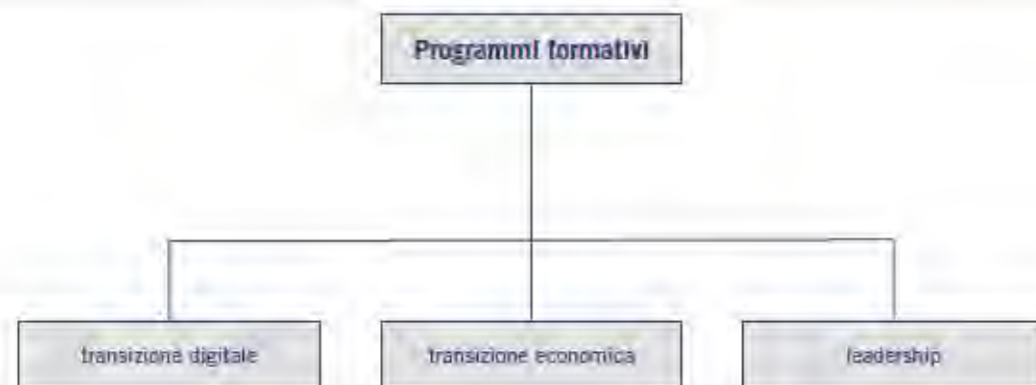 Programmi formativi
transizione digitale
transizione economica
leadership